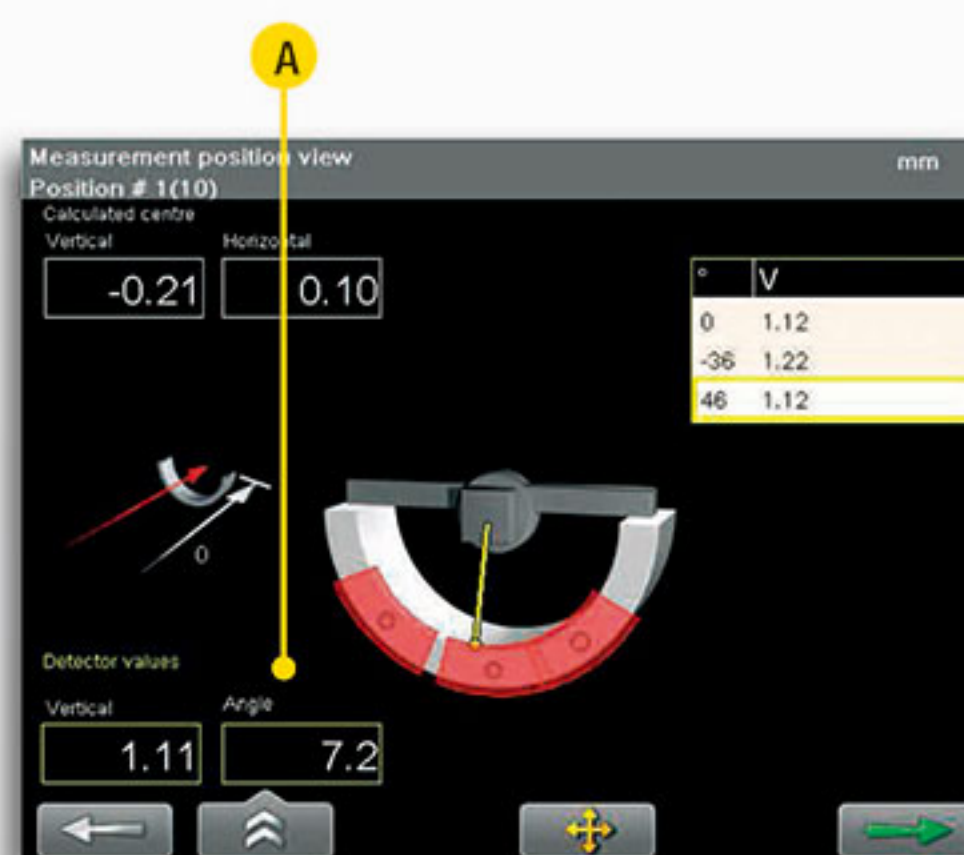 A
Measurement position view
mm
Position # 1(10)
Calculated centre
Vertical Horizontal
-0.21 0.10
° V
0 1.12
-36 1.22
46 1.12
0
Detector values
Vertical Angle
1.11 7.2